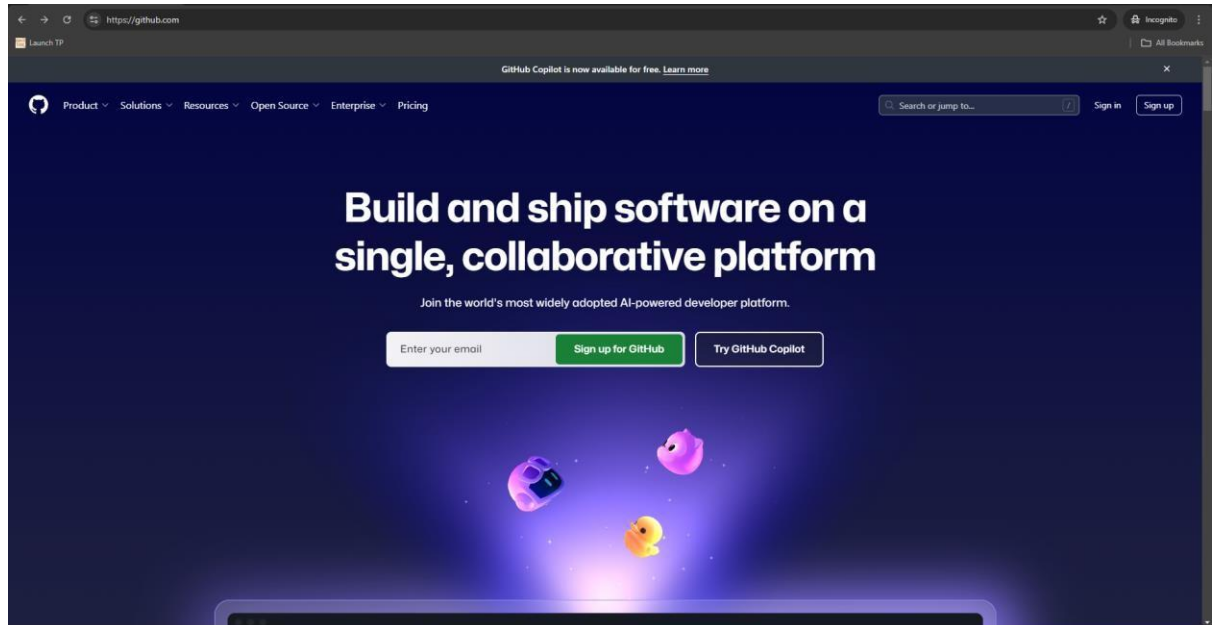 https://github.com
Incognito
Launch TP
All Bookmarks
GitHub Copilot is now available for free. Learn more
Product Solutions Resources Open Source Enterprise Pricing
Search or jump to... /
Sign in
Sign up
Build and ship software on a
single, collaborative platform
Join the world's most widely adopted AI-powered developer platform.
Enter your email
Sign up for GitHub
Try GitHub Copilot